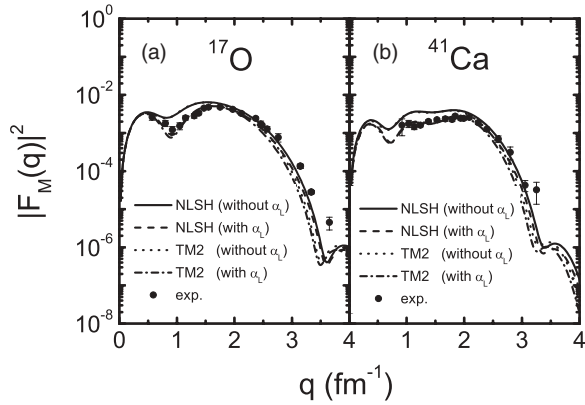 (a) ¹⁷O
(b) ⁴¹Ca
|F_M(q)|²
10⁰
10⁻²
10⁻⁴
10⁻⁶
10⁻⁸
NLSH (without α_L)
NLSH (with α_L)
TM2 (without α_L)
TM2 (with α_L)
exp.
NLSH (without α_L)
NLSH (with α_L)
TM2 (without α_L)
TM2 (with α_L)
exp.
0 1 2 3 4 0 1 2 3 4
q (fm⁻¹)